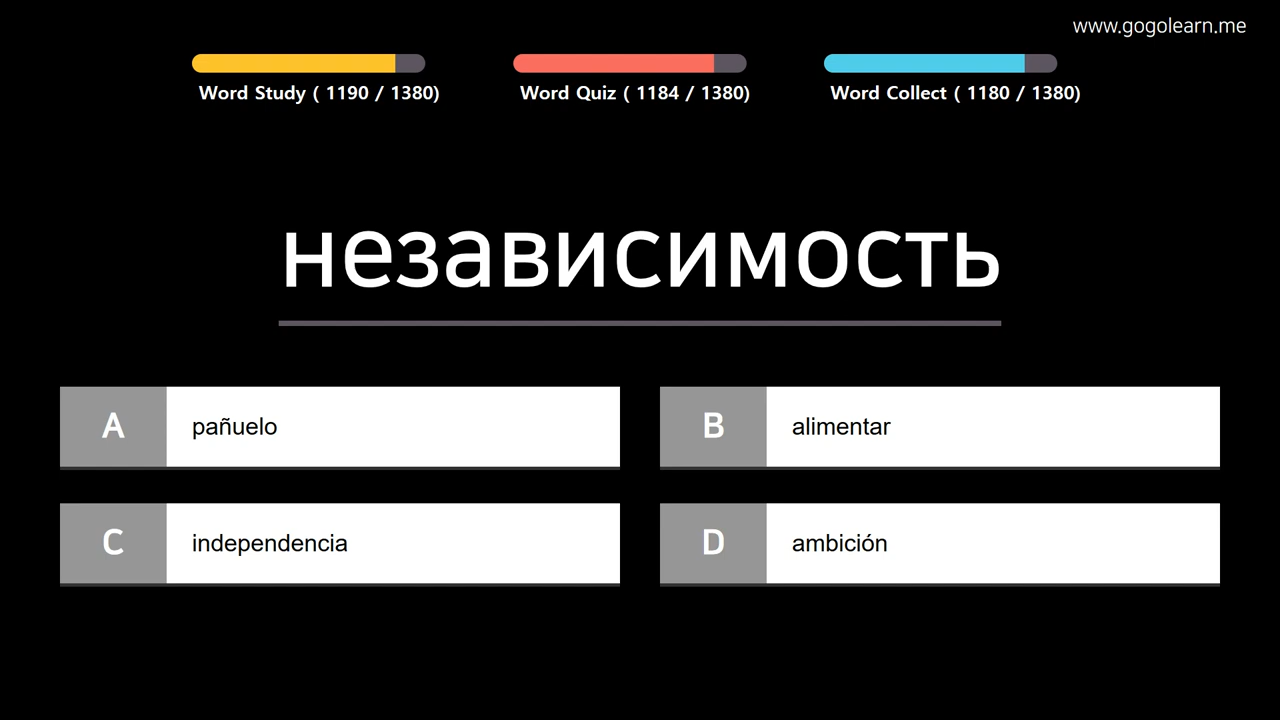 www.gogolearn.me
Word Study ( 1190 / 1380)
Word Quiz ( 1184 / 1380)
Word Collect ( 1180 / 1380)
независимость
A pañuelo
B alimentar
C independencia
D ambición